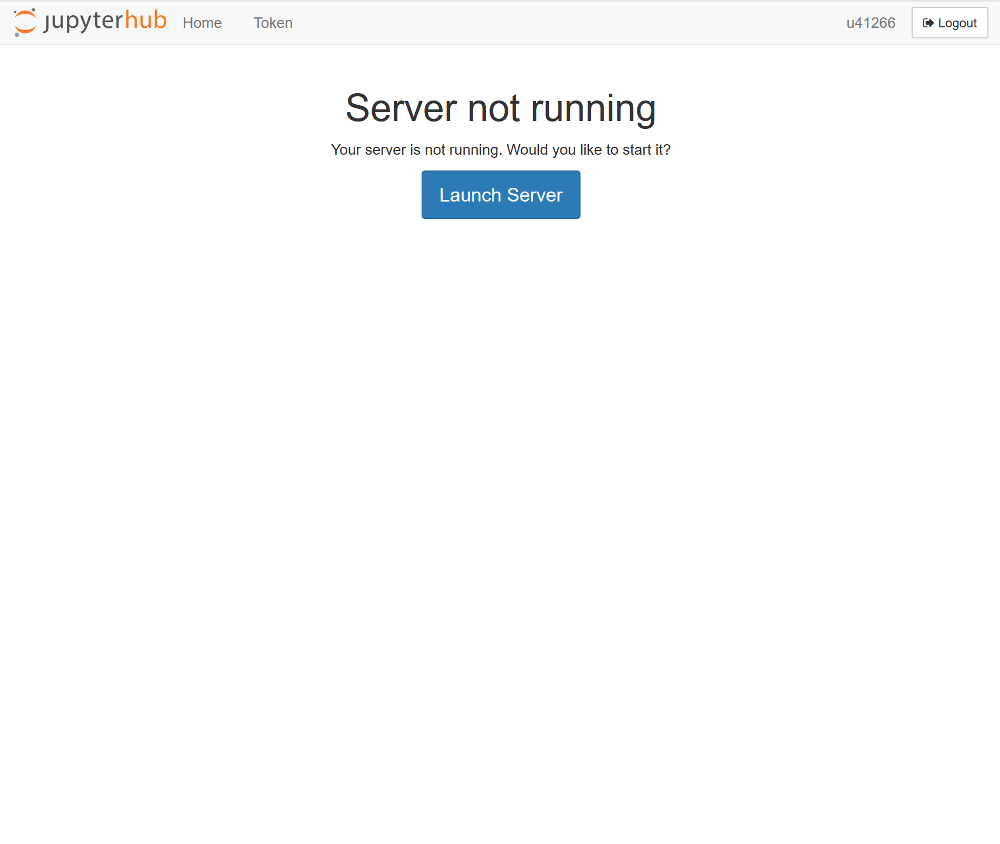 jupyterhub Home Token u41266 Logout
Server not running
Your server is not running. Would you like to start it?
Launch Server